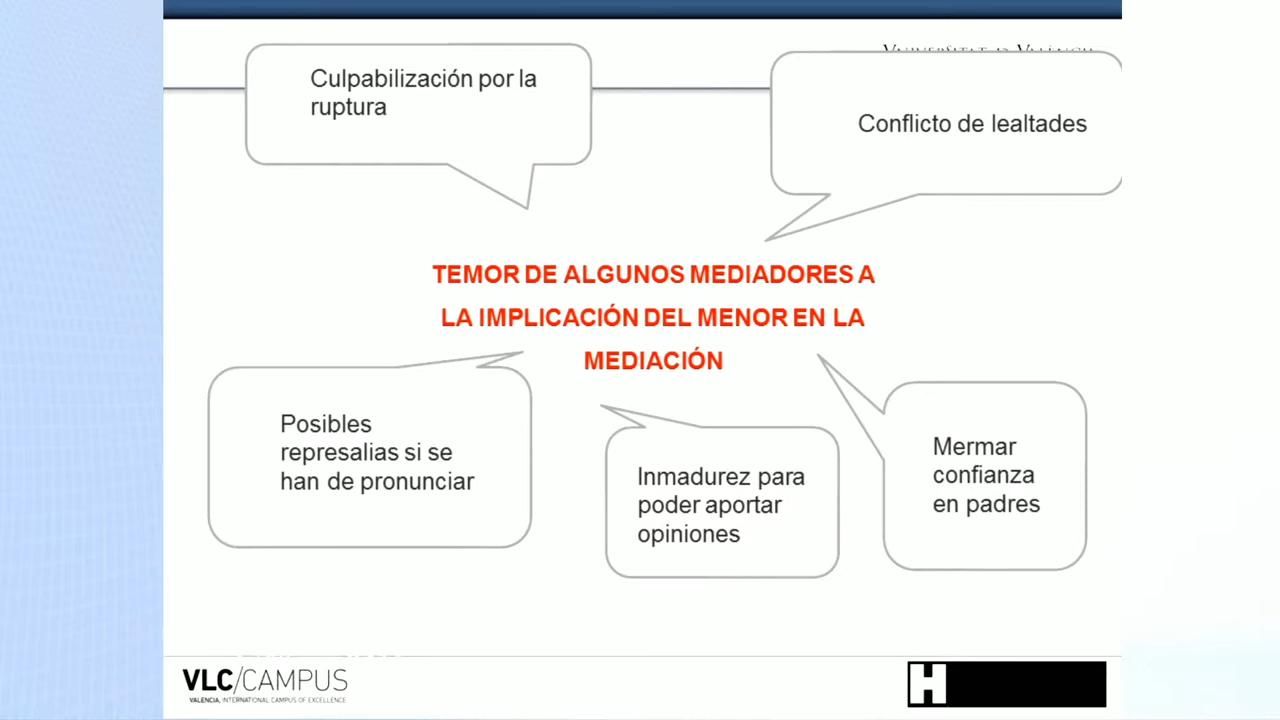 Culpabilización por la
ruptura
Conflicto de lealtades
TEMOR DE ALGUNOS MEDIADORES A
LA IMPLICACIÓN DEL MENOR EN LA
MEDIACIÓN
Posibles
represalias si se
han de pronunciar
Inmadurez para
poder aportar
opiniones
Mermar
confianza
en padres
VLC/CAMPUS
VALENCIA, INTERNATIONAL CAMPUS OF EXCELLENCE
H